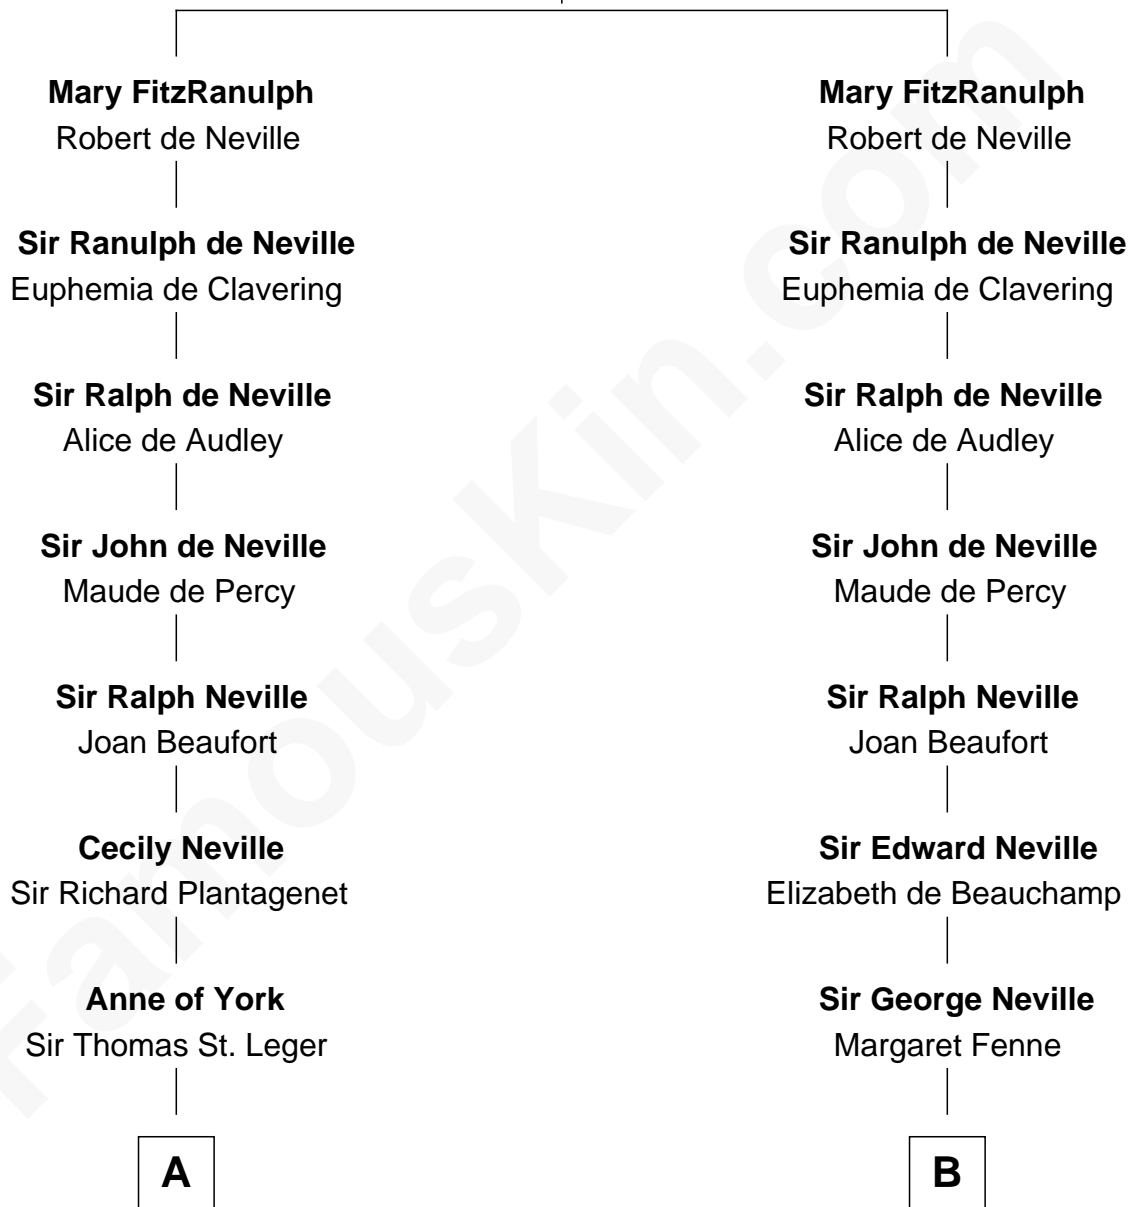 Mary FitzRanulph
Robert de Neville
Sir Ranulph de Neville
Euphemia de Clavering
Sir Ralph de Neville
Alice de Audley
Sir John de Neville
Maude de Percy
Sir Ralph Neville
Joan Beaufort
Cecily Neville
Sir Richard Plantagenet
Anne of York
Sir Thomas St. Leger
A
Mary FitzRanulph
Robert de Neville
Sir Ranulph de Neville
Euphemia de Clavering
Sir Ralph de Neville
Alice de Audley
Sir John de Neville
Maude de Percy
Sir Ralph Neville
Joan Beaufort
Sir Edward Neville
Elizabeth de Beauchamp
Sir George Neville
Margaret Fenne
B
FamousKin.com